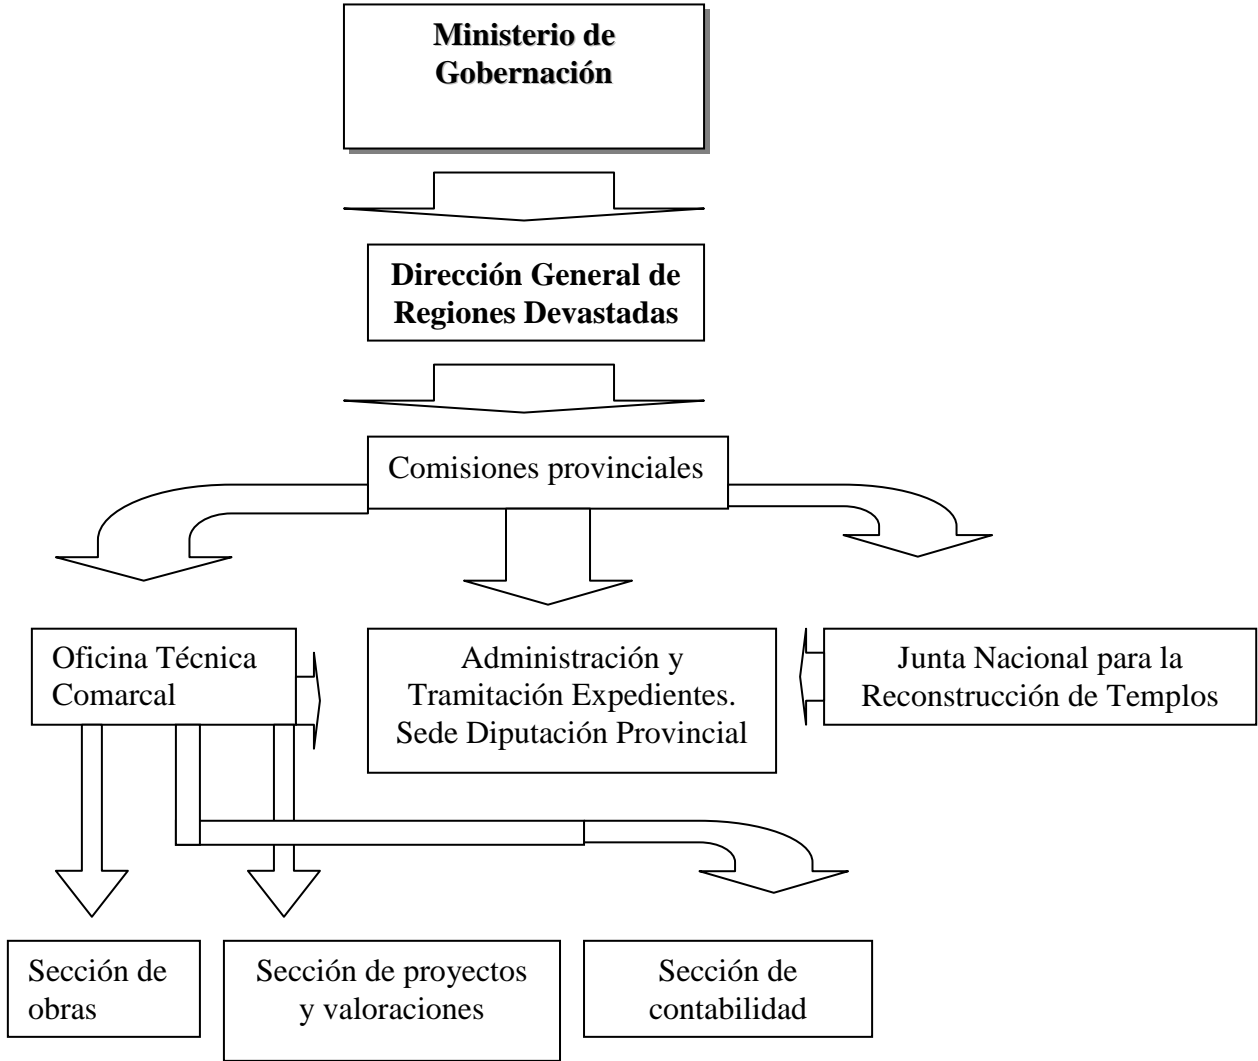 Ministerio de
Gobernación
Dirección General de
Regiones Devastadas
Comisiones provinciales
Oficina Técnica
Comarcal
Administración y
Tramitación Expedientes.
Sede Diputación Provincial
Junta Nacional para la
Reconstrucción de Templos
Sección de
obras
Sección de proyectos
y valoraciones
Sección de
contabilidad